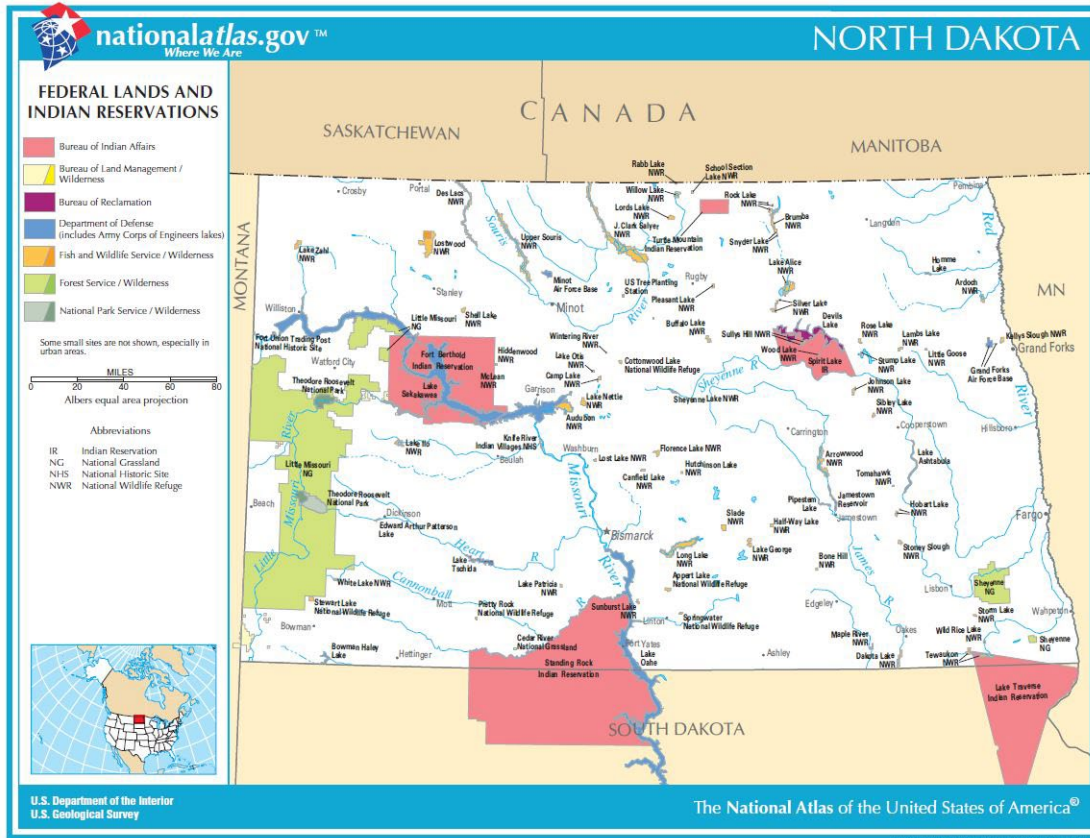 nationalatlas.gov ™
Where We Are
NORTH DAKOTA
FEDERAL LANDS AND
INDIAN RESERVATIONS
Bureau of Indian Affairs
Bureau of Land Management /
Wilderness
Bureau of Reclamation
Department of Defense
(includes Army Corps of Engineers lakes)
Fish and Wildlife Service / Wilderness
Forest Service / Wilderness
National Park Service / Wilderness
Some small sites are not shown, especially in
urban areas.
MILES
0 20 40 60 80
Albers equal area projection
Abbreviations
IR Indian Reservation
NG National Grassland
NHS National Historic Site
NWR National Wildlife Refuge
CANADA
SASKATCHEWAN
MANITOBA
MONTANA
MN
SOUTH DAKOTA
Crosby
Portal
Des Lacs
NWR
Souris
River
Upper Souris
NWR
Rabb Lake
NWR
School Section
Lake NWR
Willow Lake
NWR
Lords Lake
NWR
J. Clark Salyer
NWR
Rock Lake
NWR
Turtle Mountain
Indian Reservation
Brumba
Snyder Lake
NWR
Langdon
Pembina
Red
River
Lake Zahl
NWR
Lostwood
NWR
Stanley
Minot
Air Force Base
Minot
US Tree Planting
Station
Rugby
Pleasant Lake
NWR
Lake Alice
NWR
Homme
Lake
Ardoch
NWR
Silver Lake
NWR
Devils
Lake
Williston
Little Missouri
NG
Shell Lake
NWR
Buffalo Lake
NWR
Sullys Hill NWR
Wood Lake
NWR
Spirit Lake
IR
Rose Lake
NWR
Lambs Lake
NWR
Kellys Slough NWR
Grand Forks
Grand Forks
Air Force Base
Fort Union Trading Post
National Historic Site
Watford City
Fort Berthold
Indian Reservation
Hiddenwood
NWR
Wintering River
NWR
Cottonwood Lake
National Wildlife Refuge
Stump Lake
NWR
Little Goose
NWR
Theodore Roosevelt
National Park
Lake
Sakakawea
McLean
NWR
Lake Otis
NWR
Camp Lake
NWR
Garrison
Lake Nettie
NWR
Audubon
NWR
Sheyenne R
Sheyenne Lake NWR
Johnson Lake
NWR
Sibley Lake
NWR
Cooperstown
Hillsboro
River
Lake Ilo
NWR
Knife River
Indian Villages NHS
Beulah
Washburn
Lost Lake NWR
Florence Lake NWR
Carrington
Arrowwood
NWR
Lake
Ashtabula
Tomahawk
NWR
Little Missouri
NG
Missouri
Little
Canfield Lake
NWR
Hutchinson Lake
NWR
Beach
Theodore Roosevelt
National Park
Dickinson
Edward Arthur Patterson
Lake
Missouri
River
Slade
NWR
Pipestem
Lake
Jamestown
Reservoir
Jamestown
Half-Way Lake
NWR
Hobart Lake
NWR
Fargo
Heart
R
Lake
Tschida
Bismarck
Long Lake
NWR
Lake George
NWR
Bone Hill
NWR
James
R
Stoney Slough
NWR
White Lake NWR
Cannonball
R
Lake Patricia
NWR
Appert Lake
National Wildlife Refuge
Lisbon
Sheyenne
NG
Stewart Lake
National Wildlife Refuge
Mott
Pretty Rock
National Wildlife Refuge
Sunburst Lake
NWR
Linton
Springwater
National Wildlife Refuge
Edgeley
Storm Lake
NWR
Wahpeton
Bowman
Cedar River
National Grassland
Fort Yates
Lake
Oahe
Maple River
NWR
Oakes
Wild Rice Lake
NWR
Sheyenne
NG
Bowman Haley
Lake
Hettinger
Ashley
Dakota Lake
NWR
Tewaukon
NWR
Standing Rock
Indian Reservation
Lake Traverse
Indian Reservation
U.S. Department of the Interior
U.S. Geological Survey
The National Atlas of the United States of America®